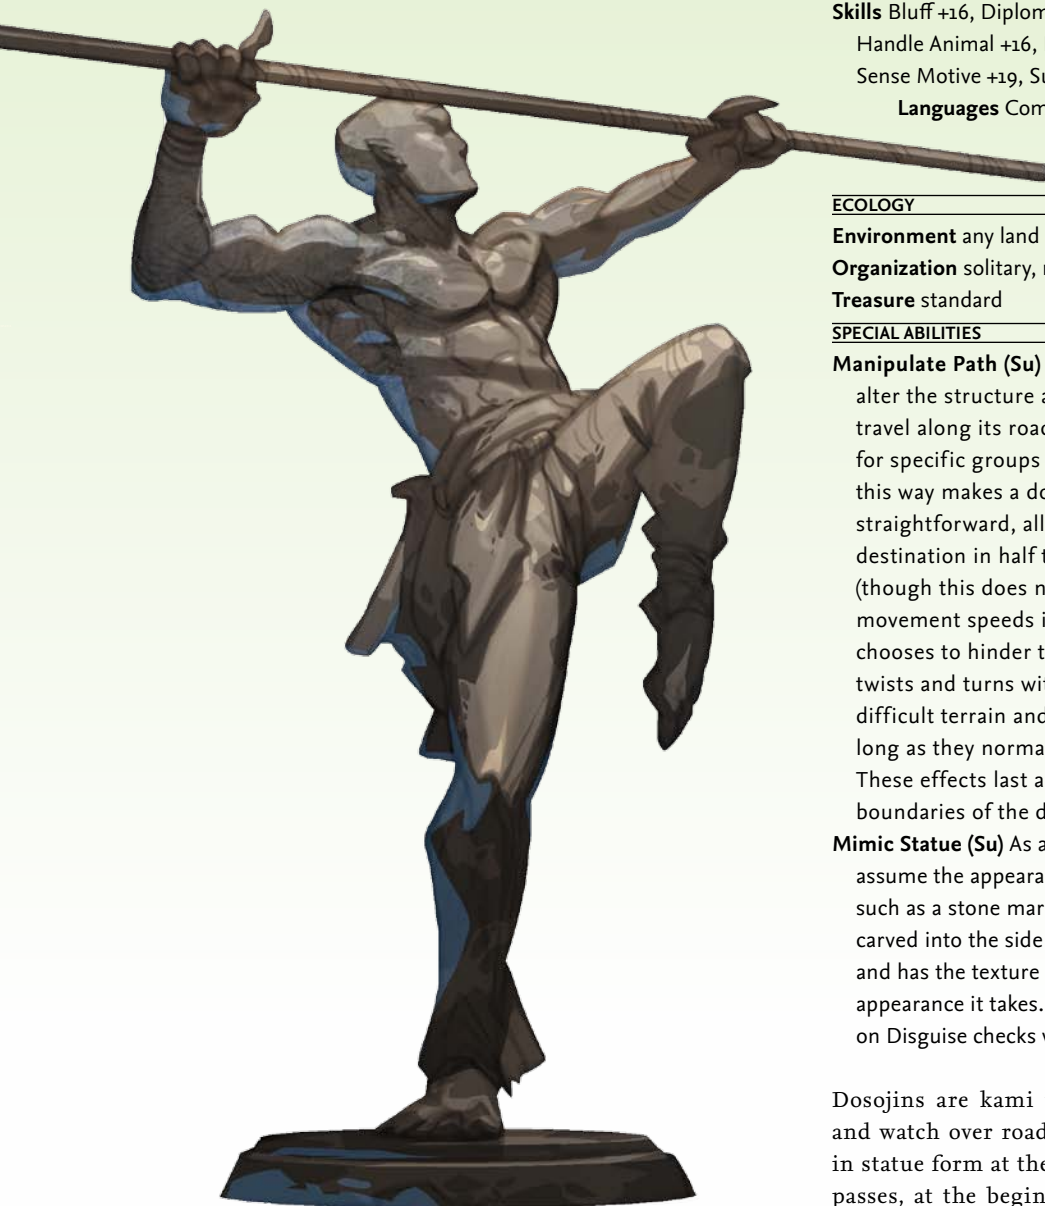 Skills Bluff +16, Diplom
Handle Animal +16,
Sense Motive +19, Su
Languages Com
ECOLOGY
Environment any land
Organization solitary,
Treasure standard
SPECIAL ABILITIES
Manipulate Path (Su)
alter the structure a
travel along its road
for specific groups
this way makes a do
straightforward, all
destination in half t
(though this does n
movement speeds i
chooses to hinder t
twists and turns wit
difficult terrain and
long as they norma
These effects last a
boundaries of the d
Mimic Statue (Su) As a
assume the appeara
such as a stone mar
carved into the side
and has the texture
appearance it takes.
on Disguise checks
Dosojins are kami
and watch over road
in statue form at the
passes, at the begin